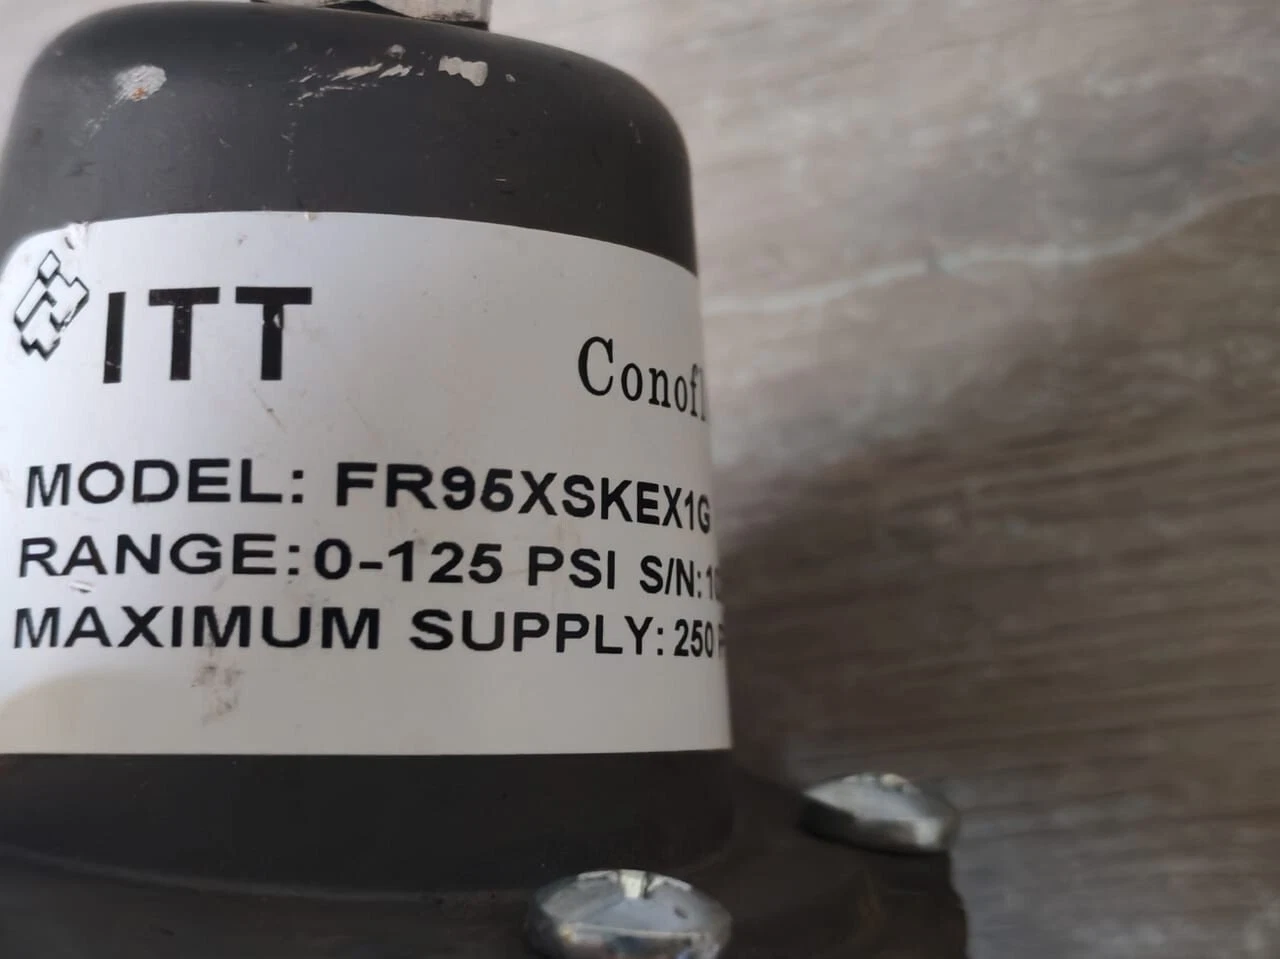 ITT
Conofl
MODEL: FR95XSKEX1G
RANGE: 0-125 PSI S/N:
MAXIMUM SUPPLY: 250